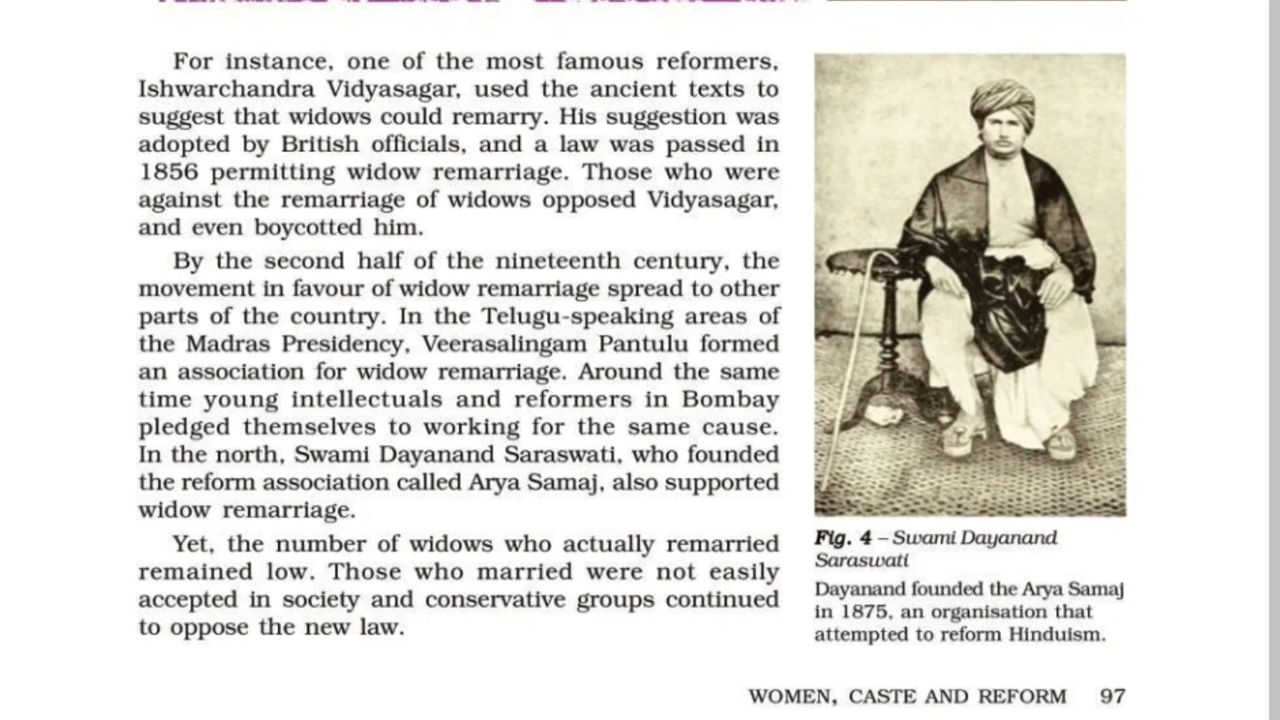 For instance, one of the most famous reformers,
Ishwarchandra Vidyasagar, used the ancient texts to
suggest that widows could remarry. His suggestion was
adopted by British officials, and a law was passed in
1856 permitting widow remarriage. Those who were
against the remarriage of widows opposed Vidyasagar,
and even boycotted him.
By the second half of the nineteenth century, the
movement in favour of widow remarriage spread to other
parts of the country. In the Telugu-speaking areas of
the Madras Presidency, Veerasalingam Pantulu formed
an association for widow remarriage. Around the same
time young intellectuals and reformers in Bombay
pledged themselves to working for the same cause.
In the north, Swami Dayanand Saraswati, who founded
the reform association called Arya Samaj, also supported
widow remarriage.
Yet, the number of widows who actually remarried
remained low. Those who married were not easily
accepted in society and conservative groups continued
to oppose the new law.
Fig. 4 – Swami Dayanand
Saraswati
Dayanand founded the Arya Samaj
in 1875, an organisation that
attempted to reform Hinduism.
WOMEN, CASTE AND REFORM 97